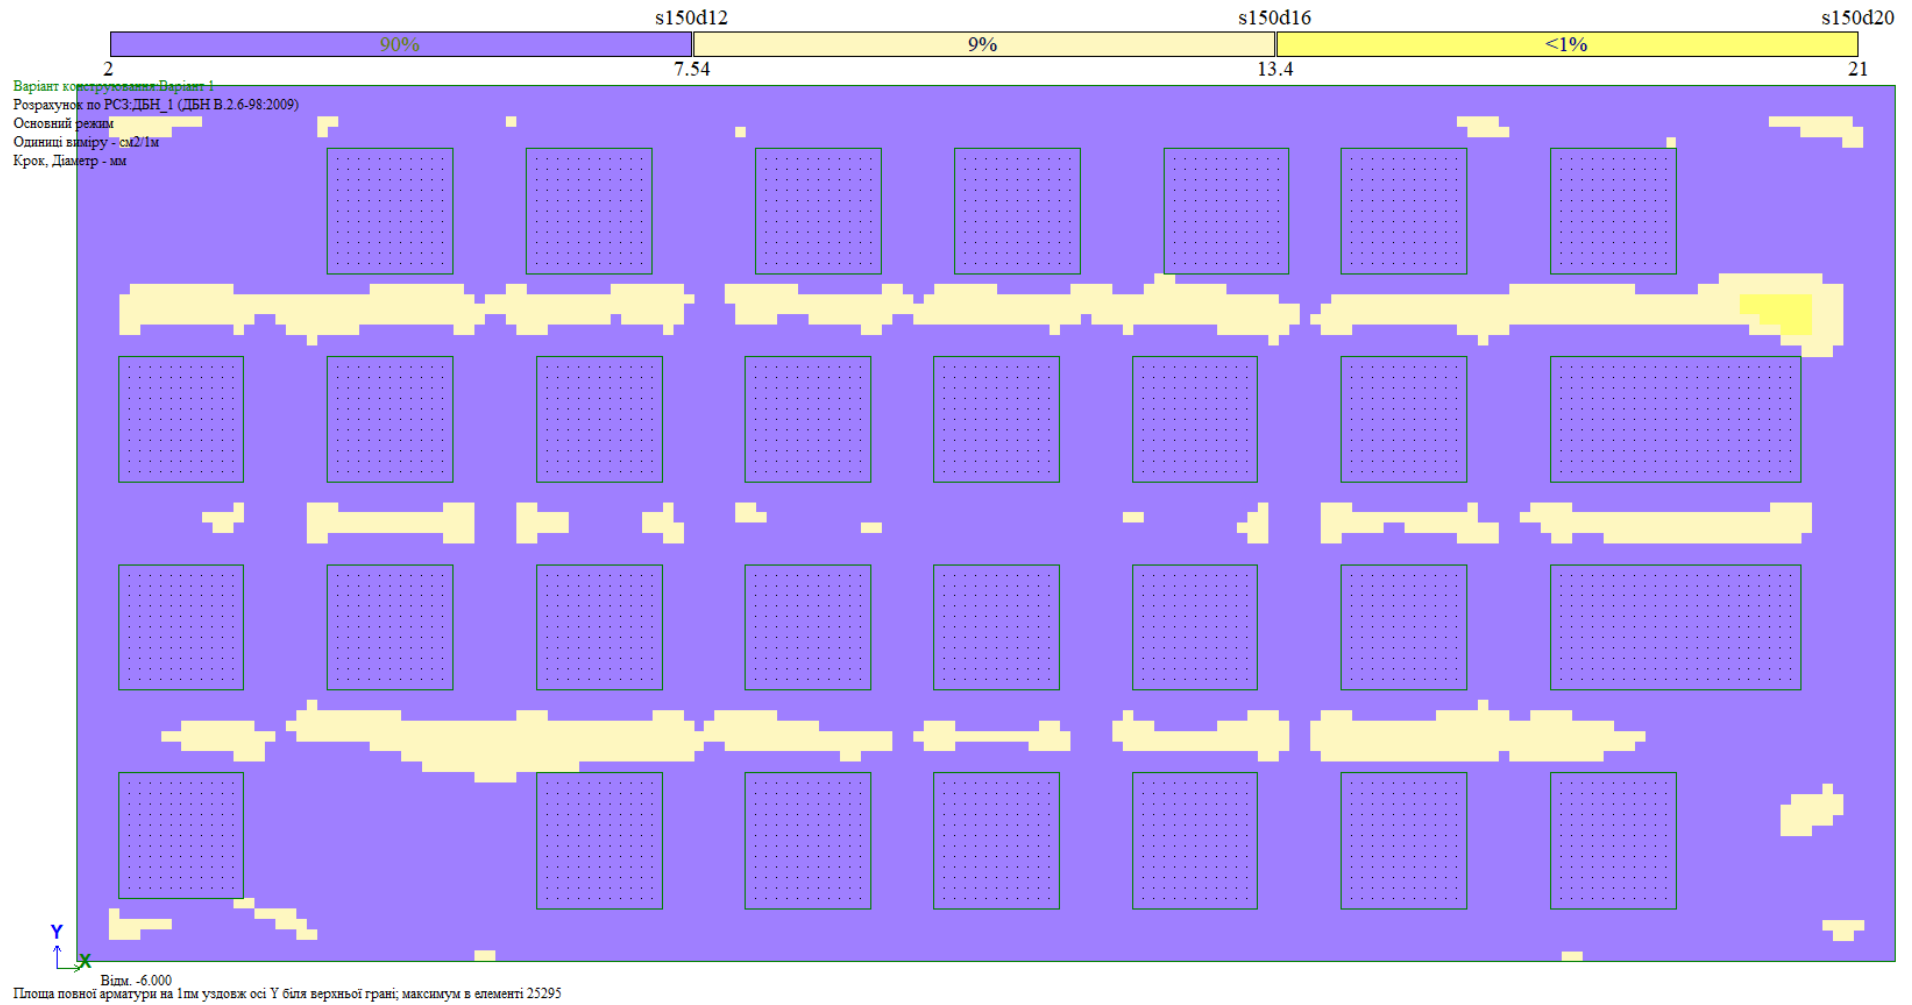 s150d12 s150d16 s150d20
90% 9% <1%
2 7.54 13.4 21
Варіант конструювання:Варіант 1
Розрахунок по РСЗ:ДБН_1 (ДБН В.2.6-98:2009)
Основний режим
Одиниці виміру - см2/1м
Крок, Діаметр - мм
Y
X
Відм. -6.000
Площа повної арматури на 1пм уздовж осі Y біля верхньої грані; максимум в елементі 25295